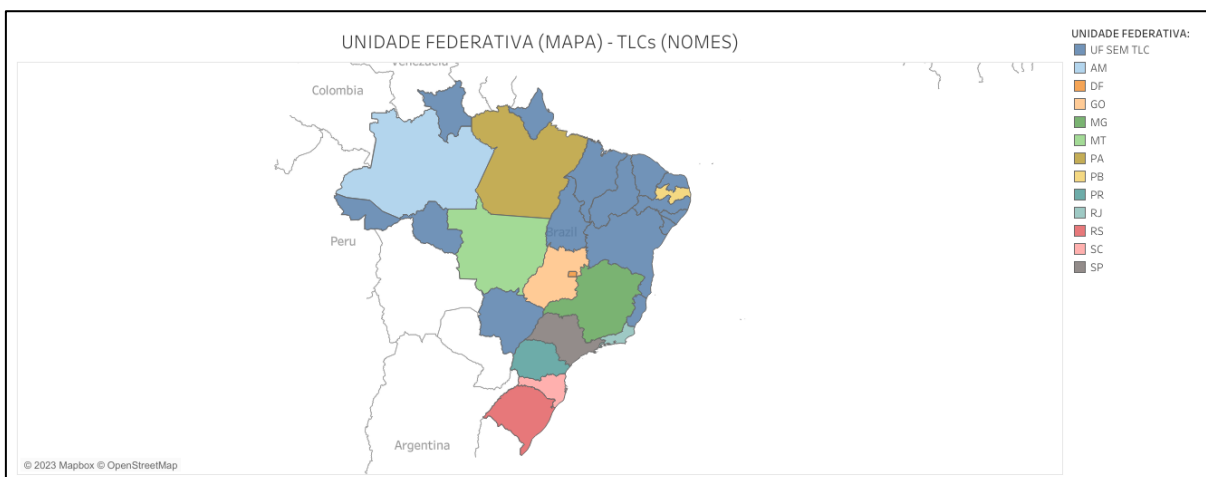 UNIDADE FEDERATIVA (MAPA) - TLCs (NOMES)
UNIDADE FEDERATIVA:
UF SEM TLC
AM
DF
GO
MG
MT
PA
PB
PR
RJ
RS
SC
SP
Venezuela
Colombia
Peru
Brazil
Argentina
© 2023 Mapbox © OpenStreetMap